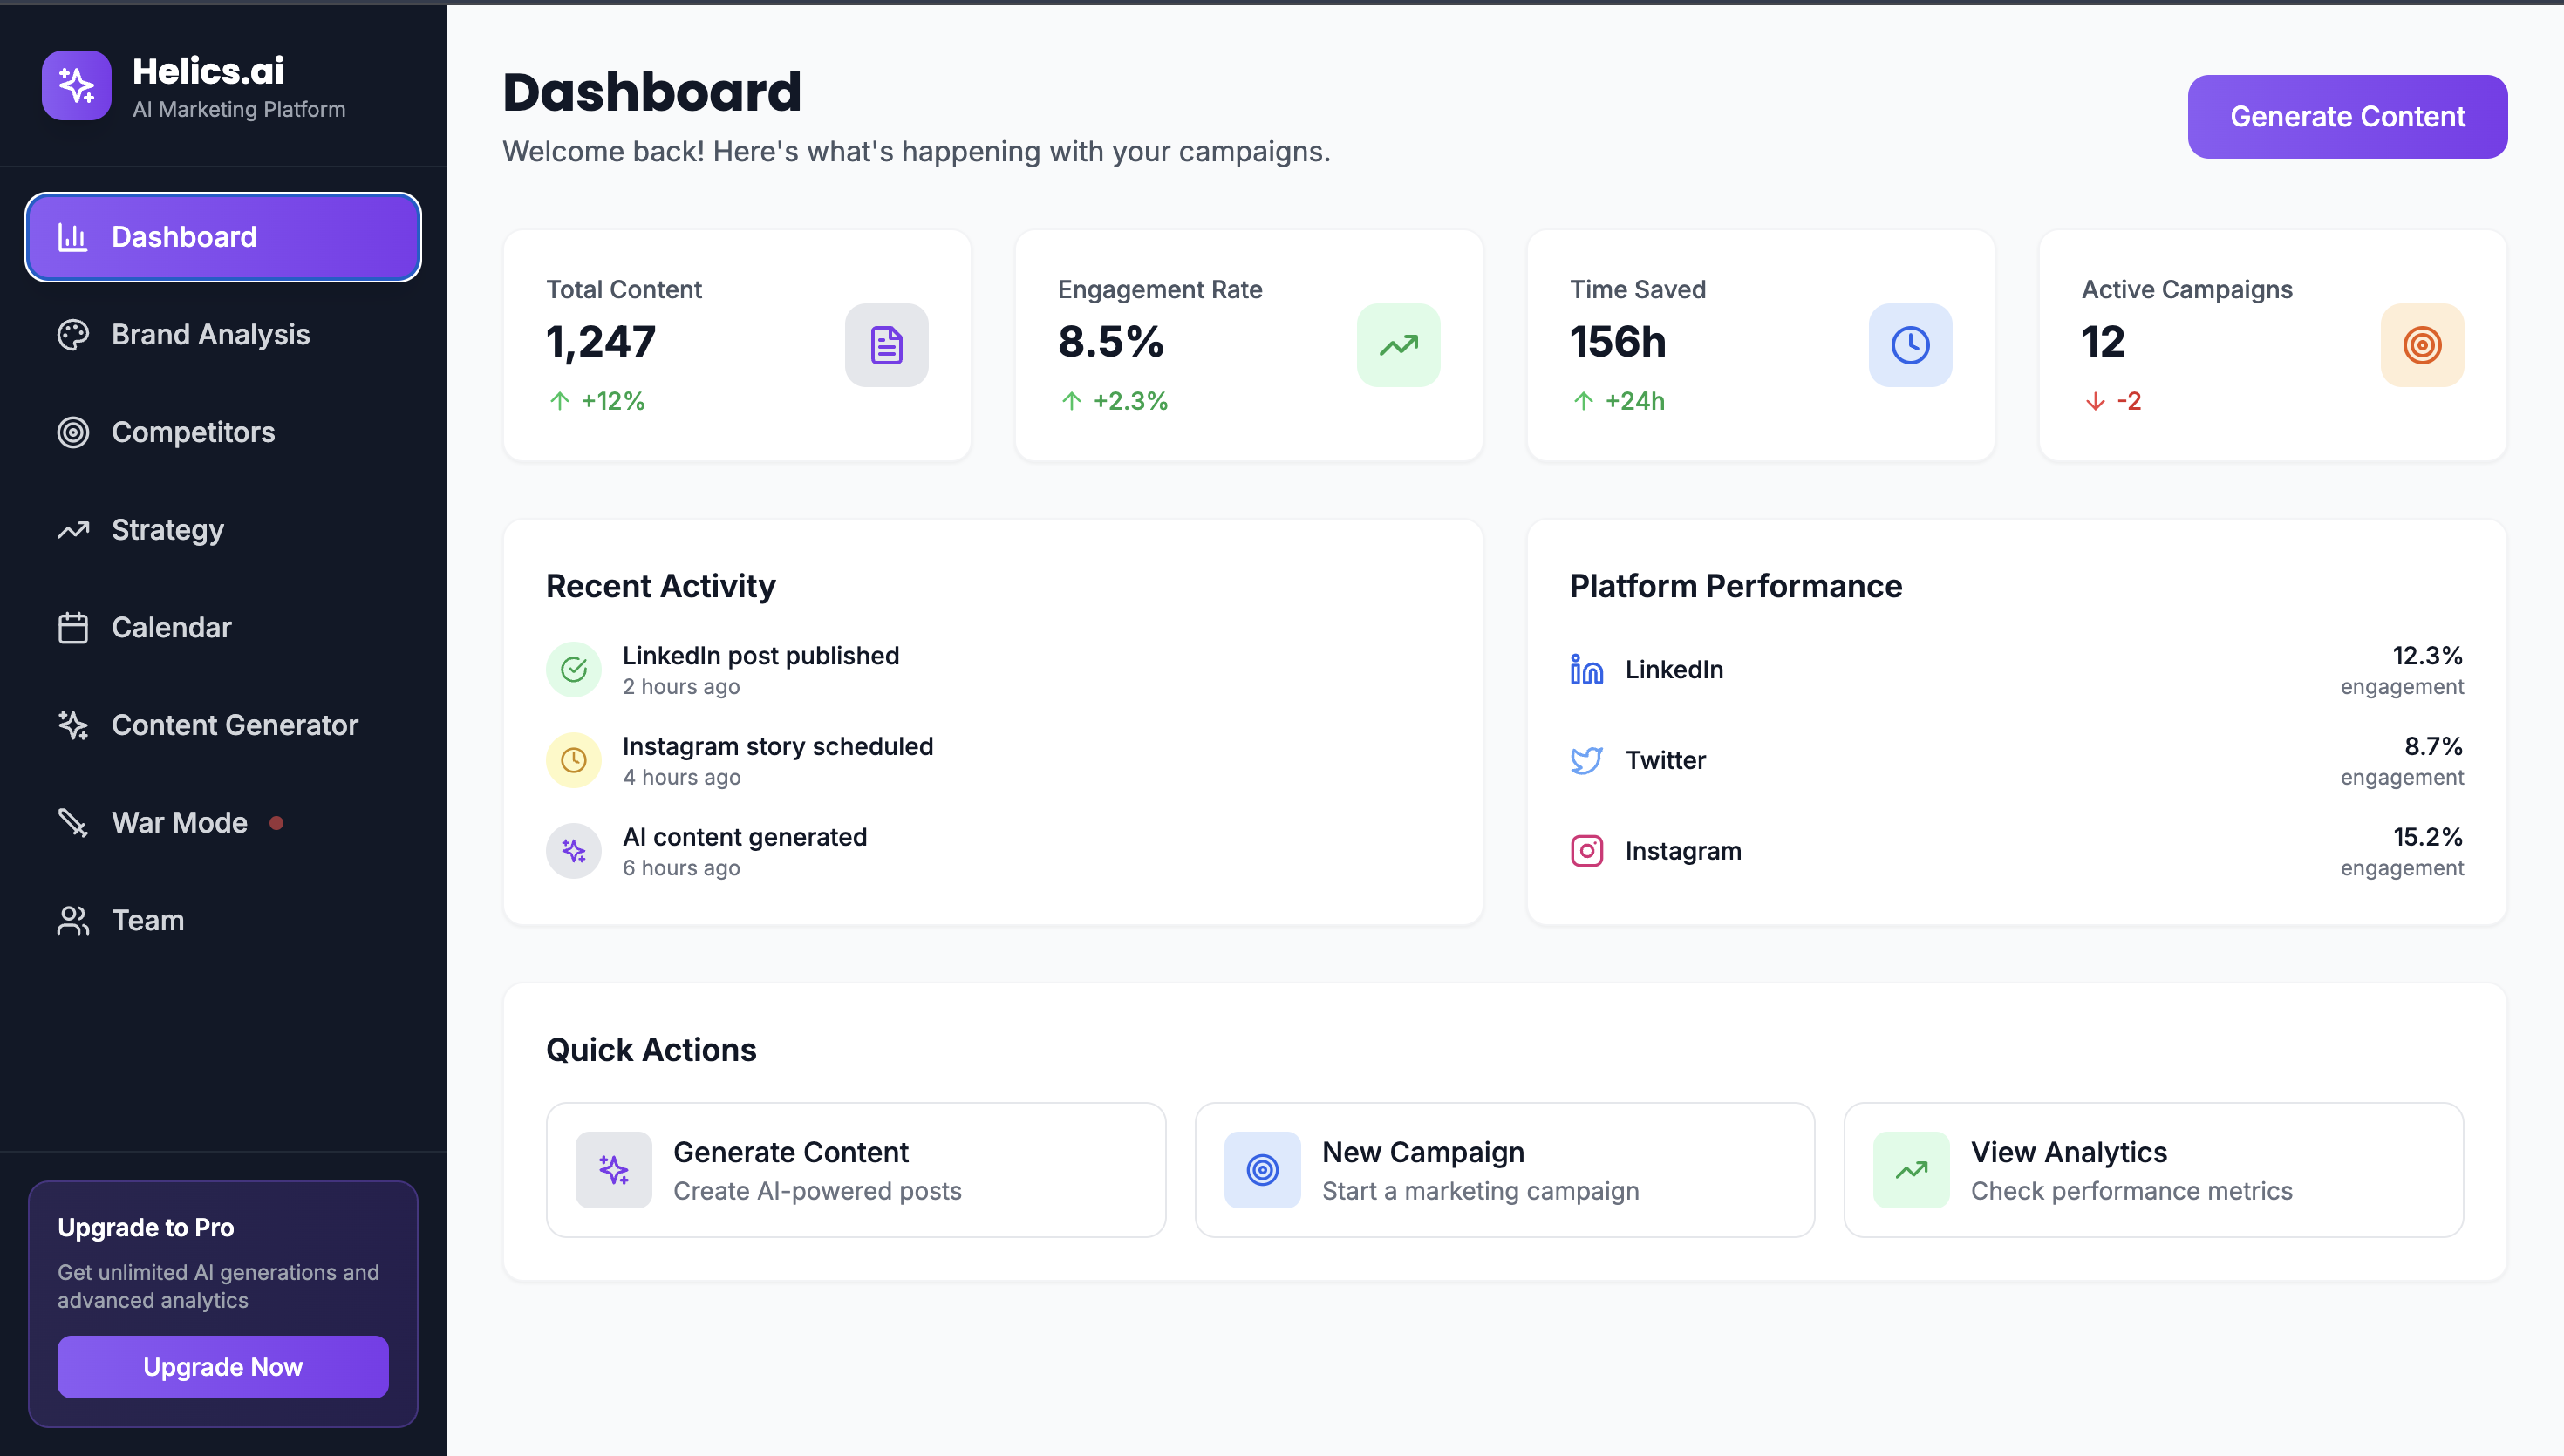 Helics.ai
AI Marketing Platform
Dashboard
Brand Analysis
Competitors
Strategy
Calendar
Content Generator
War Mode
Team
Upgrade to Pro
Get unlimited AI generations and
advanced analytics
Upgrade Now
Dashboard
Welcome back! Here's what's happening with your campaigns.
Generate Content
Total Content
1,247
+12%
Engagement Rate
8.5%
+2.3%
Time Saved
156h
+24h
Active Campaigns
12
-2
Recent Activity
LinkedIn post published
2 hours ago
Instagram story scheduled
4 hours ago
AI content generated
6 hours ago
Platform Performance
LinkedIn
12.3%
engagement
Twitter
8.7%
engagement
Instagram
15.2%
engagement
Quick Actions
Generate Content
Create AI-powered posts
New Campaign
Start a marketing campaign
View Analytics
Check performance metrics